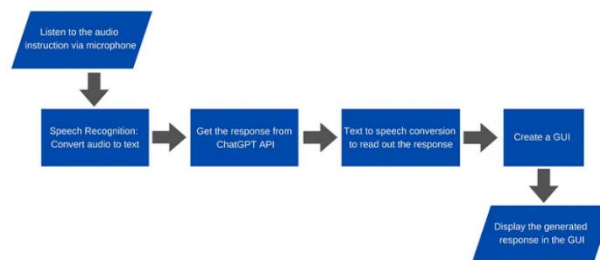 Listen to the audio
instruction via microphone
Speech Recognition:
Convert audio to text
Get the response from
ChatGPT API
Text to speech conversion
to read out the response
Create a GUI
Display the generated
response in the GUI